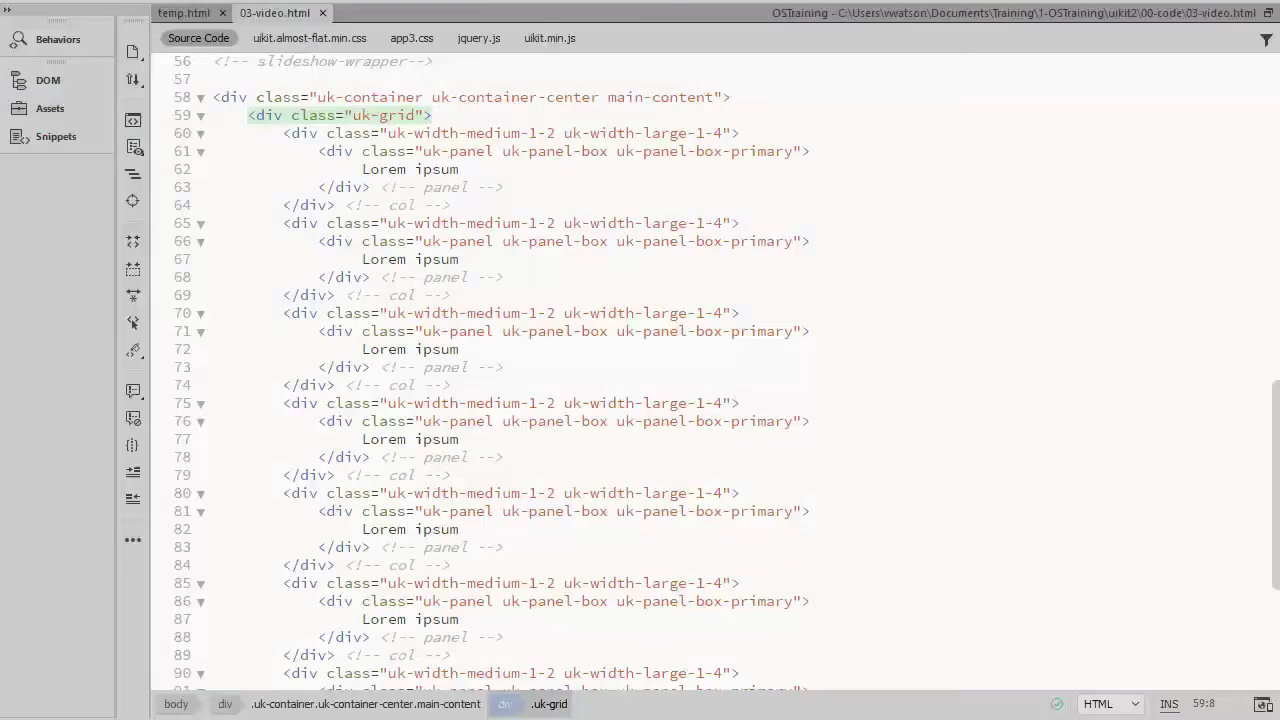 temp.html × 03-video.html × OSTraining - C:\Users\vwatson\Documents\Training\1-OSTraining\uikit2\00-code\03-video.html
Behaviors
DOM
Assets
Snippets
Source Code uikit.almost-flat.min.css app3.css jquery.js uikit.min.js
56 <!-- slideshow-wrapper-->
57
58 <div class="uk-container uk-container-center main-content">
59 <div class="uk-grid">
60 <div class="uk-width-medium-1-2 uk-width-large-1-4">
61 <div class="uk-panel uk-panel-box uk-panel-box-primary">
62 Lorem ipsum
63 </div> <!-- panel -->
64 </div> <!-- col -->
65 <div class="uk-width-medium-1-2 uk-width-large-1-4">
66 <div class="uk-panel uk-panel-box uk-panel-box-primary">
67 Lorem ipsum
68 </div> <!-- panel -->
69 </div> <!-- col -->
70 <div class="uk-width-medium-1-2 uk-width-large-1-4">
71 <div class="uk-panel uk-panel-box uk-panel-box-primary">
72 Lorem ipsum
73 </div> <!-- panel -->
74 </div> <!-- col -->
75 <div class="uk-width-medium-1-2 uk-width-large-1-4">
76 <div class="uk-panel uk-panel-box uk-panel-box-primary">
77 Lorem ipsum
78 </div> <!-- panel -->
79 </div> <!-- col -->
80 <div class="uk-width-medium-1-2 uk-width-large-1-4">
81 <div class="uk-panel uk-panel-box uk-panel-box-primary">
82 Lorem ipsum
83 </div> <!-- panel -->
84 </div> <!-- col -->
85 <div class="uk-width-medium-1-2 uk-width-large-1-4">
86 <div class="uk-panel uk-panel-box uk-panel-box-primary">
87 Lorem ipsum
88 </div> <!-- panel -->
89 </div> <!-- col -->
90 <div class="uk-width-medium-1-2 uk-width-large-1-4">
91 <div class="uk-panel uk-panel-box uk-panel-box-primary">
body div .uk-container.uk-container-center.main-content div .uk-grid HTML INS 59:8